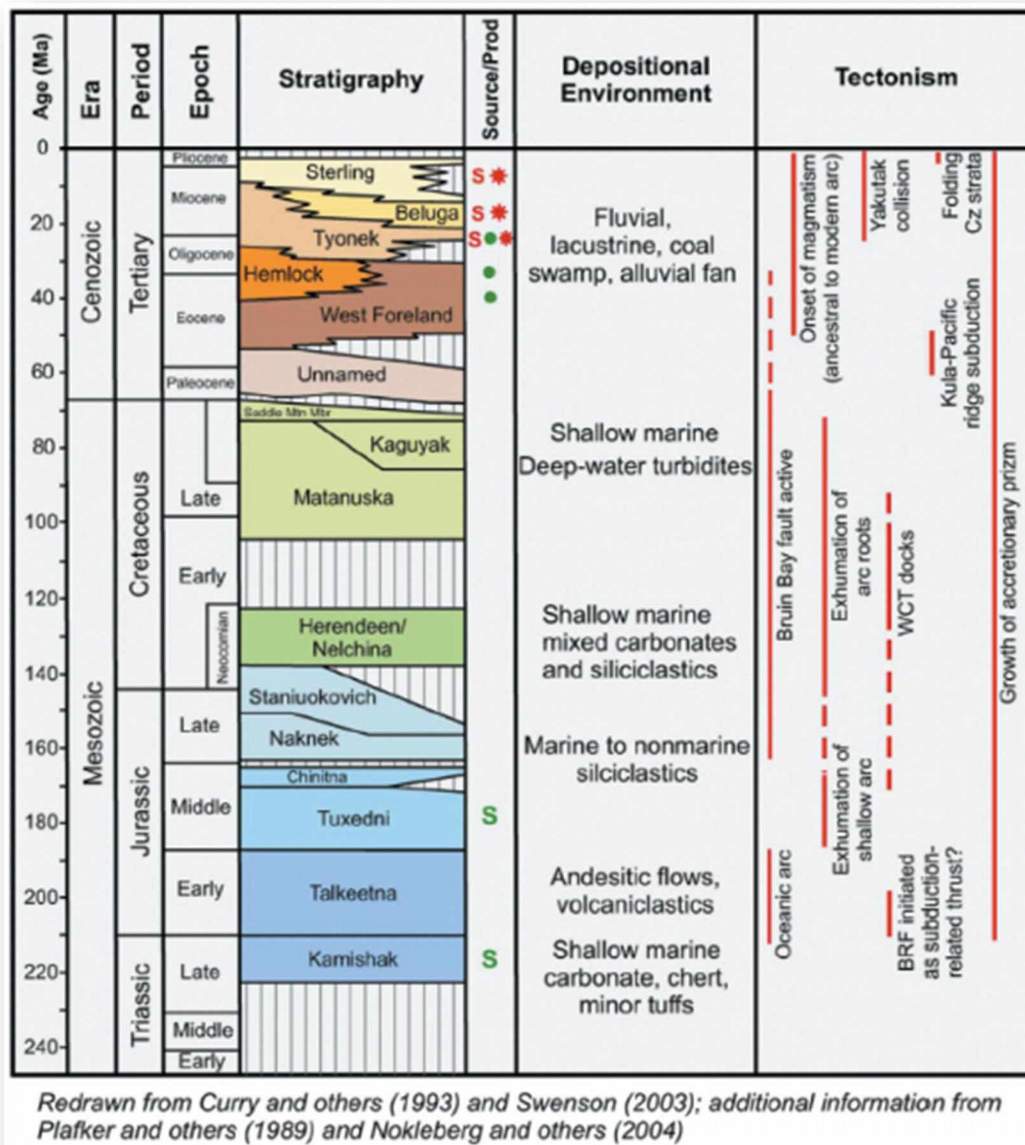 Age (Ma)
Era
Period
Epoch
Stratigraphy
Source/Prod
Depositional
Environment
Tectonism
0
20
40
60
80
100
120
140
160
180
200
220
240
Cenozoic
Mesozoic
Tertiary
Cretaceous
Jurassic
Triassic
Pliocene
Miocene
Oligocene
Eocene
Paleocene
Late
Early
Neocomian
Late
Middle
Early
Late
Middle
Early
Sterling
Beluga
Tyonek
Hemlock
West Foreland
Unnamed
Saddle Mtn Mbr
Kaguyak
Matanuska
Herendeen/
Nelchina
Staniuokovich
Naknek
Chinitna
Tuxedni
Talkeetna
Kamishak
S
S
S
S
S
Fluvial,
lacustrine, coal
swamp, alluvial fan
Shallow marine
Deep-water turbidites
Shallow marine
mixed carbonates
and siliciclastics
Marine to nonmarine
silciclastics
Andesitic flows,
volcaniclastics
Shallow marine
carbonate, chert,
minor tuffs
Onset of magmatism
(ancestral to modern arc)
Yakutak
collision
Folding
Cz strata
Kula-Pacific
ridge subduction
Bruin Bay fault active
Exhumation of
arc roots
WCT docks
Growth of accretionary prizm
Exhumation of
shallow arc
Oceanic arc
BRF initiated
as subduction-
related thrust?
Redrawn from Curry and others (1993) and Swenson (2003); additional information from
Plafker and others (1989) and Nokleberg and others (2004)